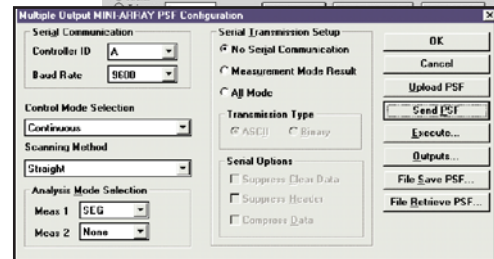 Multiple Output MINI-ARRAY PSF Configuration
Serial Communication
Controller ID A
Baud Rate 9600
Control Mode Selection
Continuous
Scanning Method
Straight
Analysis Mode Selection
Meas 1 SEG
Meas 2 None
Serial Transmission Setup
No Serial Communication
Measurement Mode Result
All Mode
Transmission Type
ASCII Binary
Serial Options
Suppress Clear Data
Suppress Header
Compress Data
OK
Cancel
Upload PSF
Send PSF
Execute...
Outputs...
File Save PSF...
File Retrieve PSF...